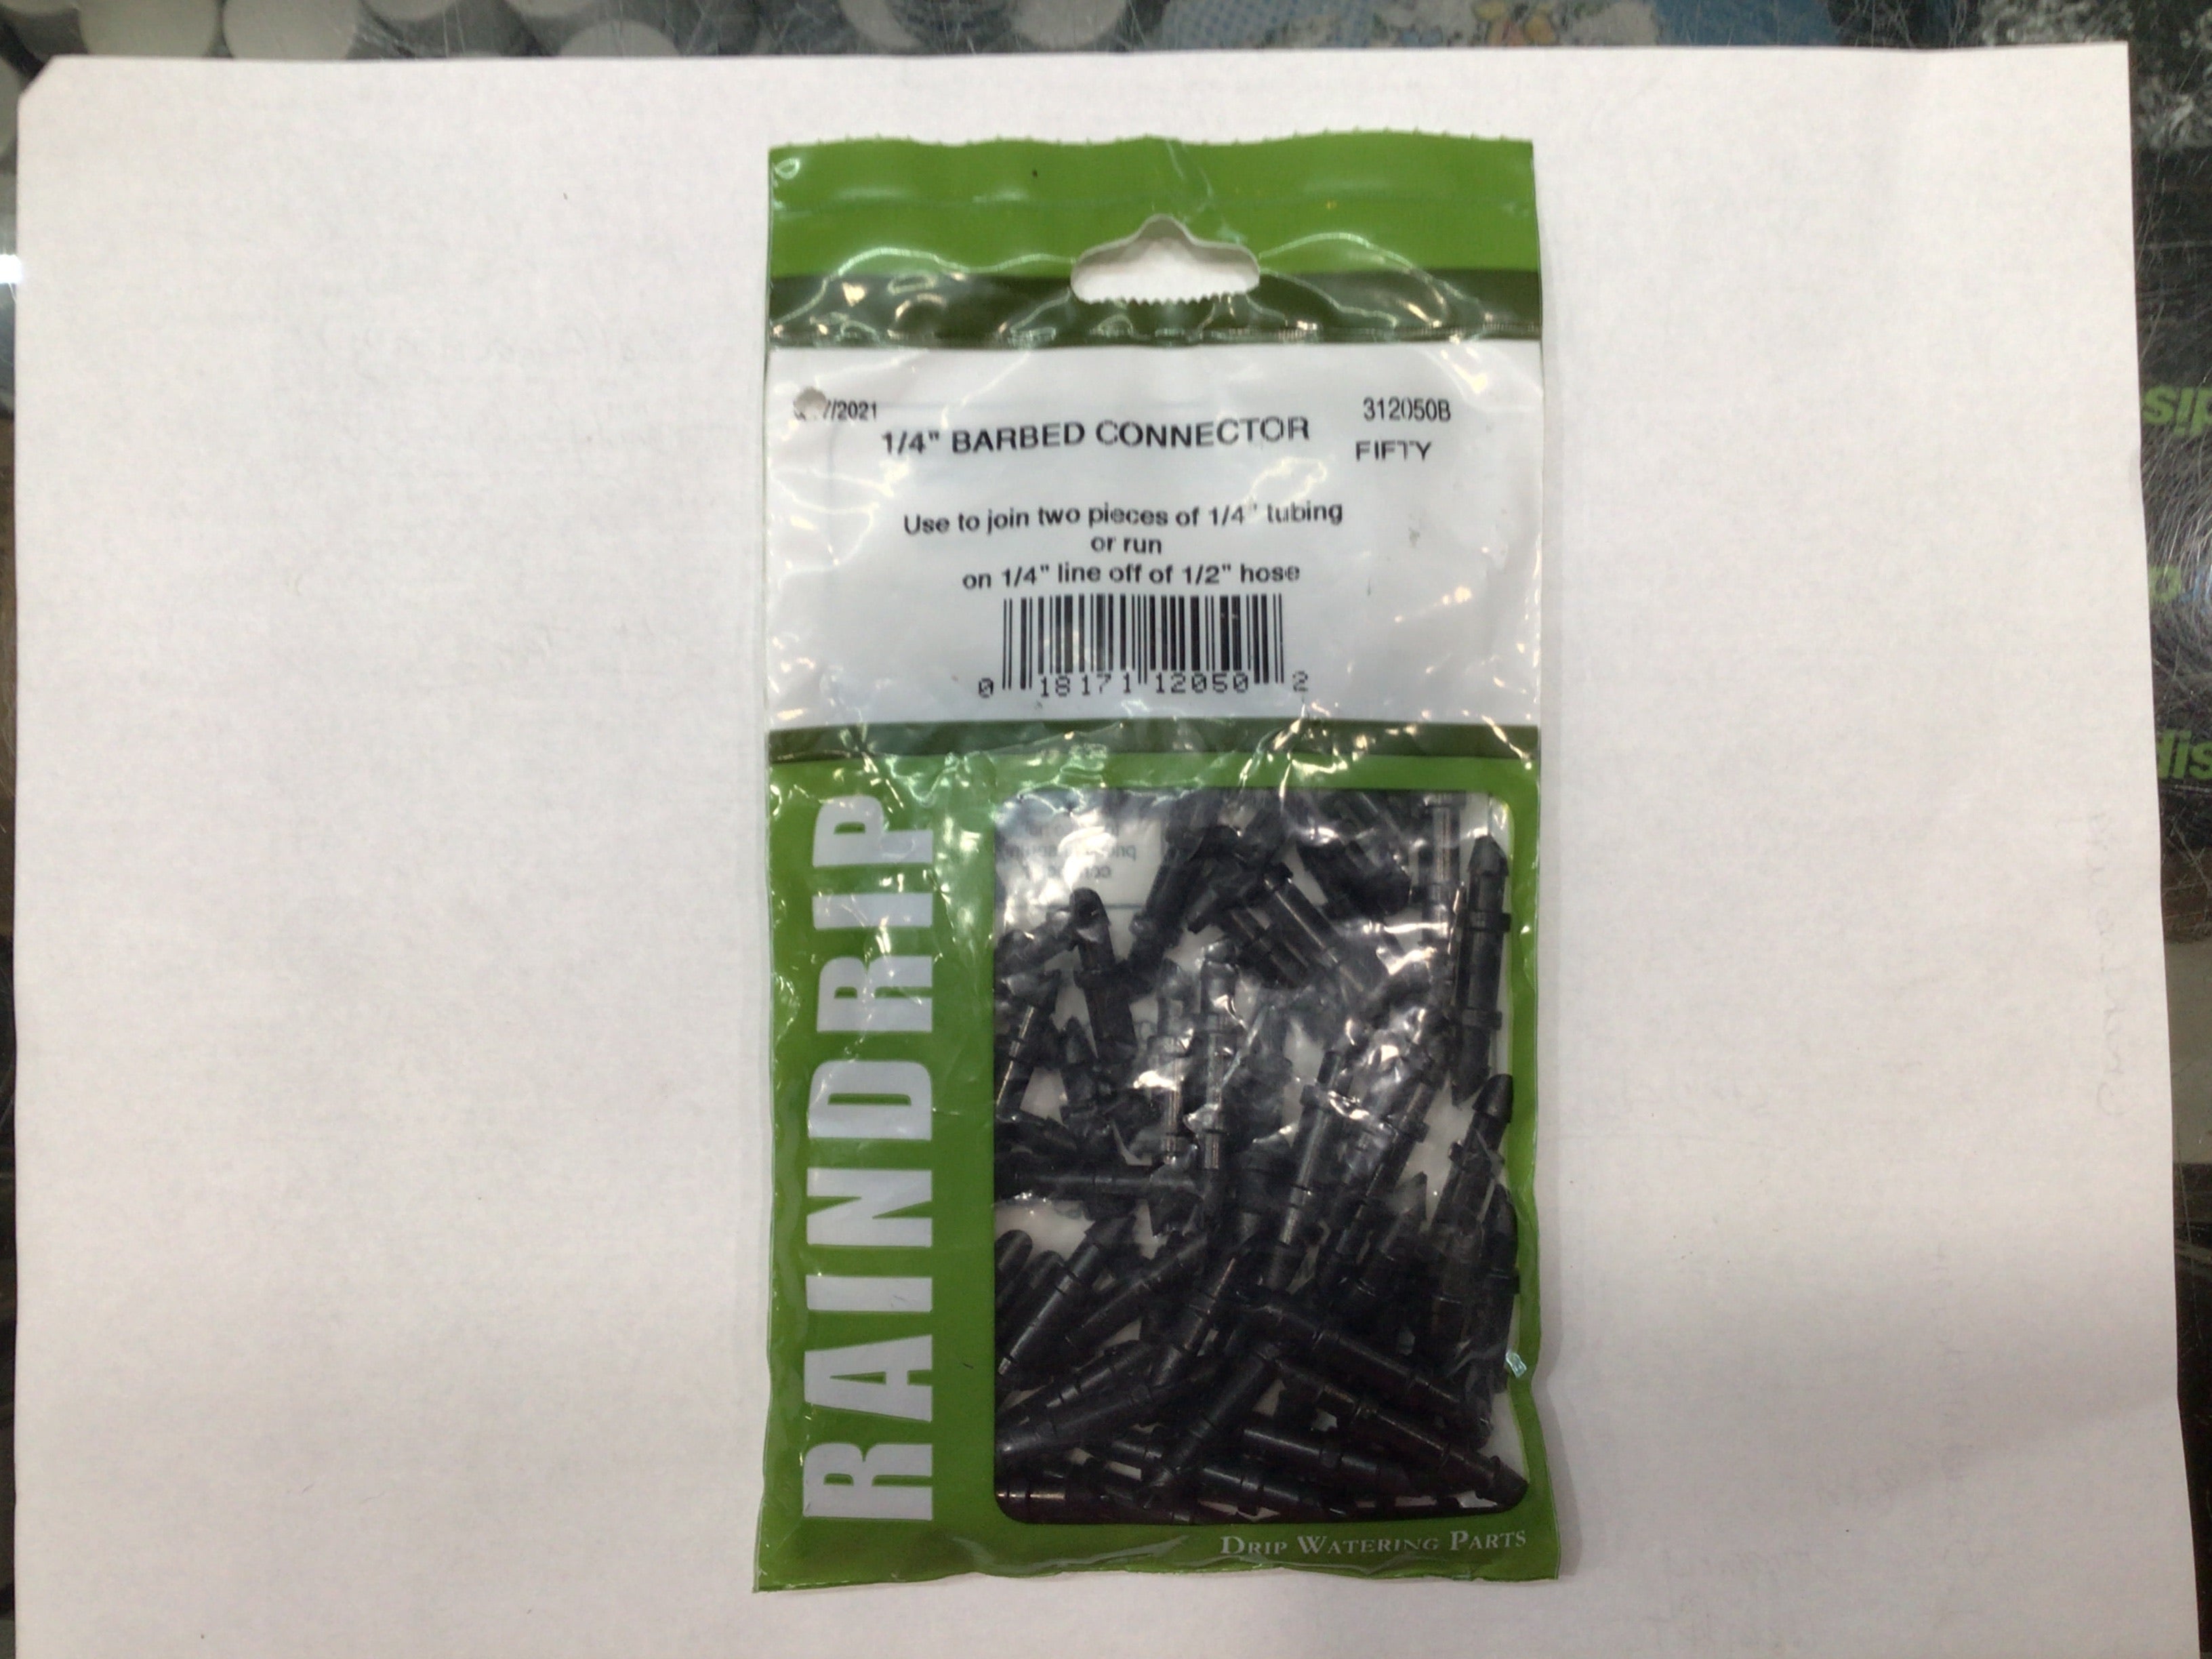 /2021
312050B
1/4" BARBED CONNECTOR
FIFTY
Use to join two pieces of 1/4" tubing
or run
on 1/4" line off of 1/2" hose
0 18171 12050 2
RAINDRIP
DRIP WATERING PARTS